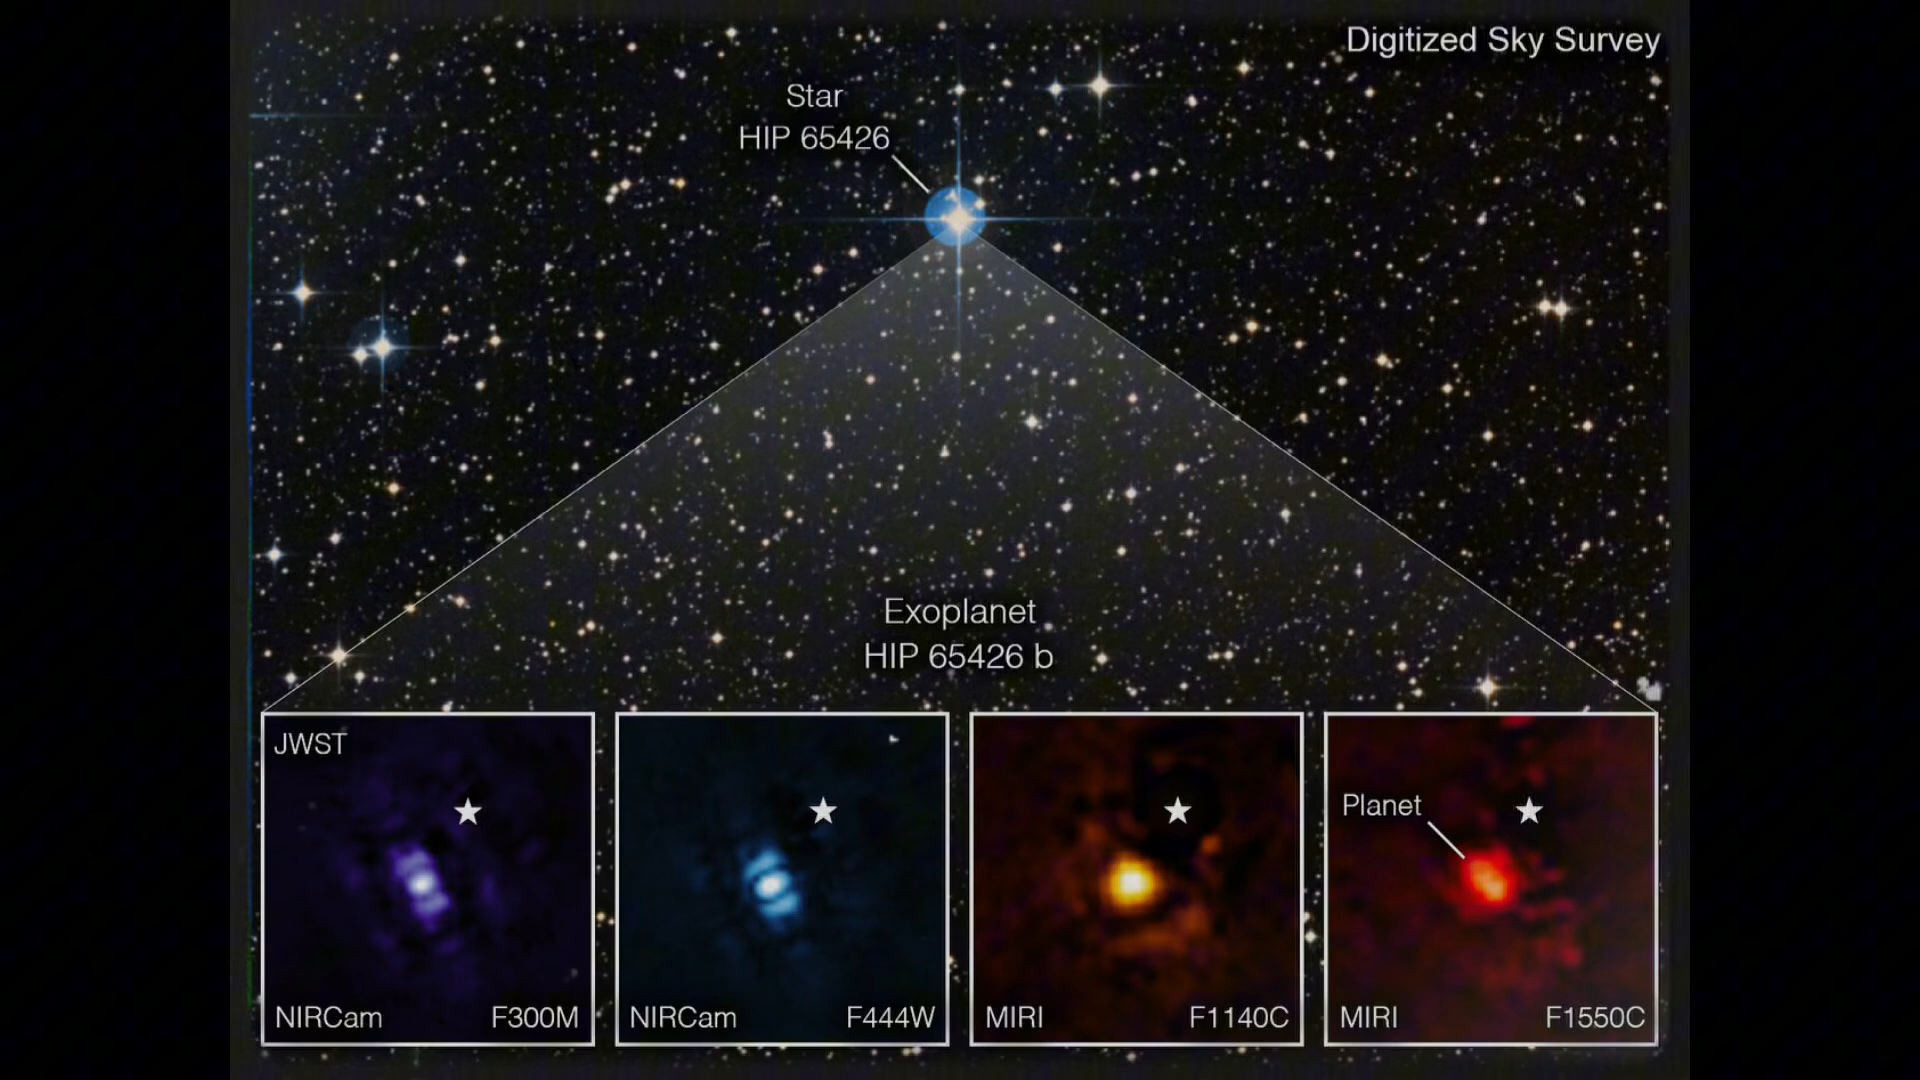 Digitized Sky Survey
Star
HIP 65426
Exoplanet
HIP 65426 b
JWST
NIRCam F300M
NIRCam F444W
MIRI F1140C
Planet
MIRI F1550C